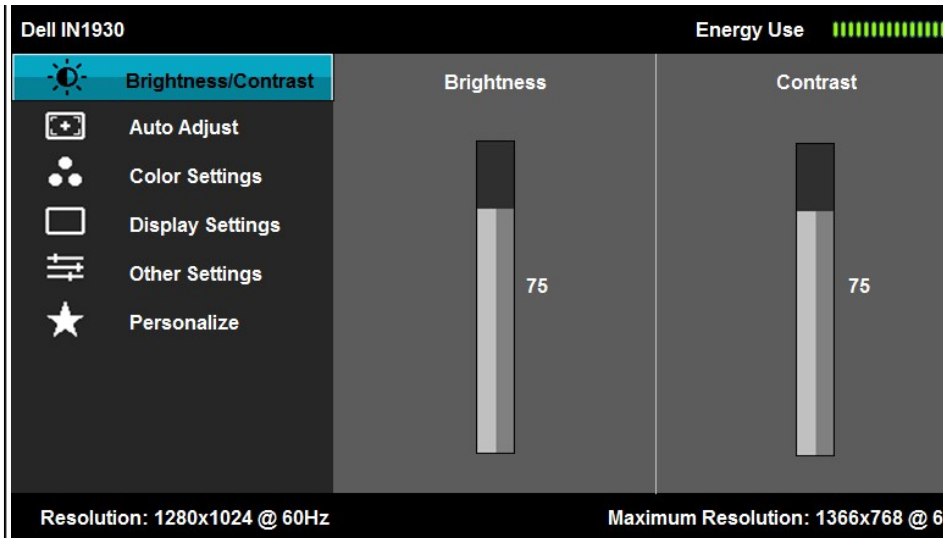 Dell IN1930
Energy Use
Brightness/Contrast
Auto Adjust
Color Settings
Display Settings
Other Settings
Personalize
Brightness
75
Contrast
75
Resolution: 1280x1024 @ 60Hz
Maximum Resolution: 1366x768 @ 6